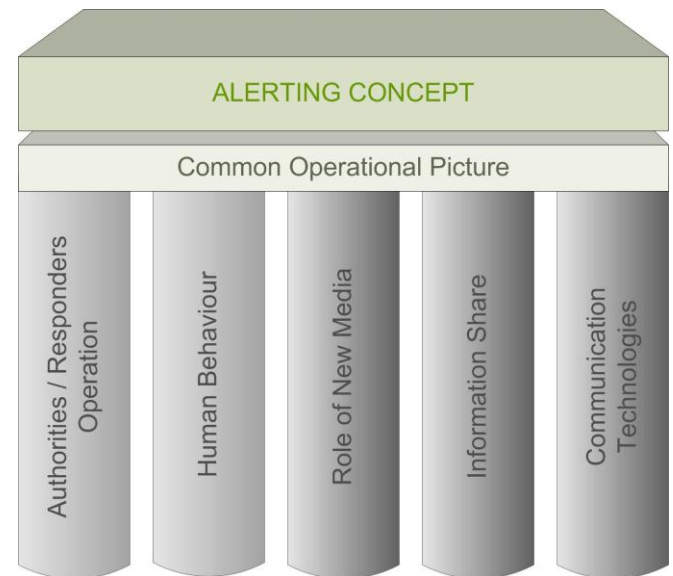 ALERTING CONCEPT
Common Operational Picture
Authorities / Responders
Operation
Human Behaviour
Role of New Media
Information Share
Communication
Technologies